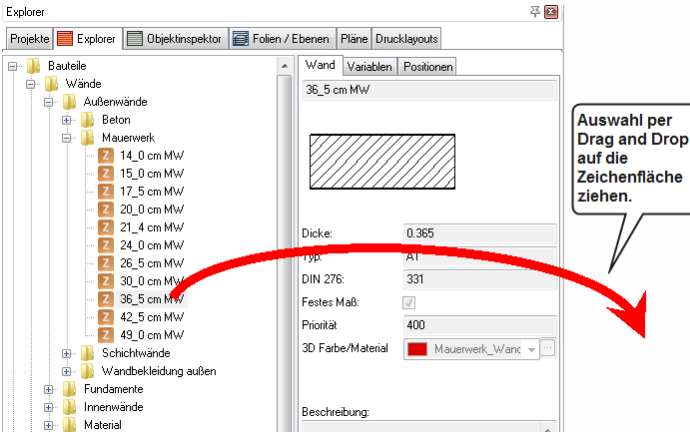 Explorer
Projekte Explorer Objektinspektor Folien / Ebenen Pläne Drucklayouts
Bauteile
Wände
Außenwände
Beton
Mauerwerk
14_0 cm MW
15_0 cm MW
17_5 cm MW
20_0 cm MW
21_4 cm MW
24_0 cm MW
26_5 cm MW
30_0 cm MW
36_5 cm MW
42_5 cm MW
49_0 cm MW
Schichtwände
Wandbekleidung außen
Fundamente
Innenwände
Material
Wand Variablen Positionen
36_5 cm MW
Dicke: 0.365
Typ: A1
DIN 276: 331
Festes Maß:
Priorität 400
3D Farbe/Material Mauerwerk_Wand ...
Beschreibung:
Auswahl per
Drag and Drop
auf die
Zeichenfläche
ziehen.